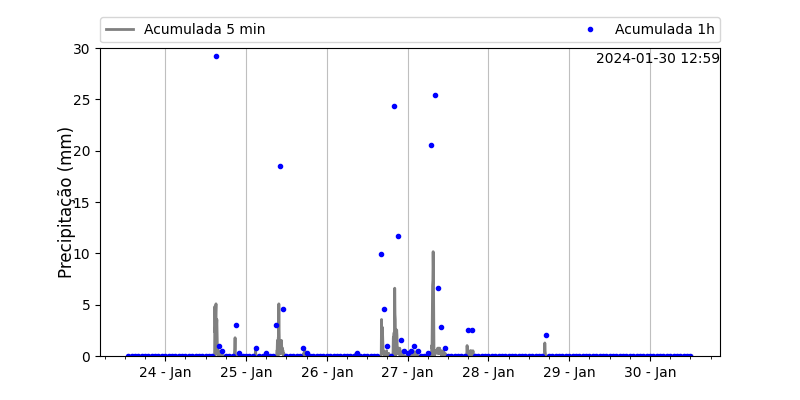 Acumulada 5 min
Acumulada 1h
2024-01-30 12:59
Precipitação (mm)
30
25
20
15
10
5
0
24 - Jan
25 - Jan
26 - Jan
27 - Jan
28 - Jan
29 - Jan
30 - Jan